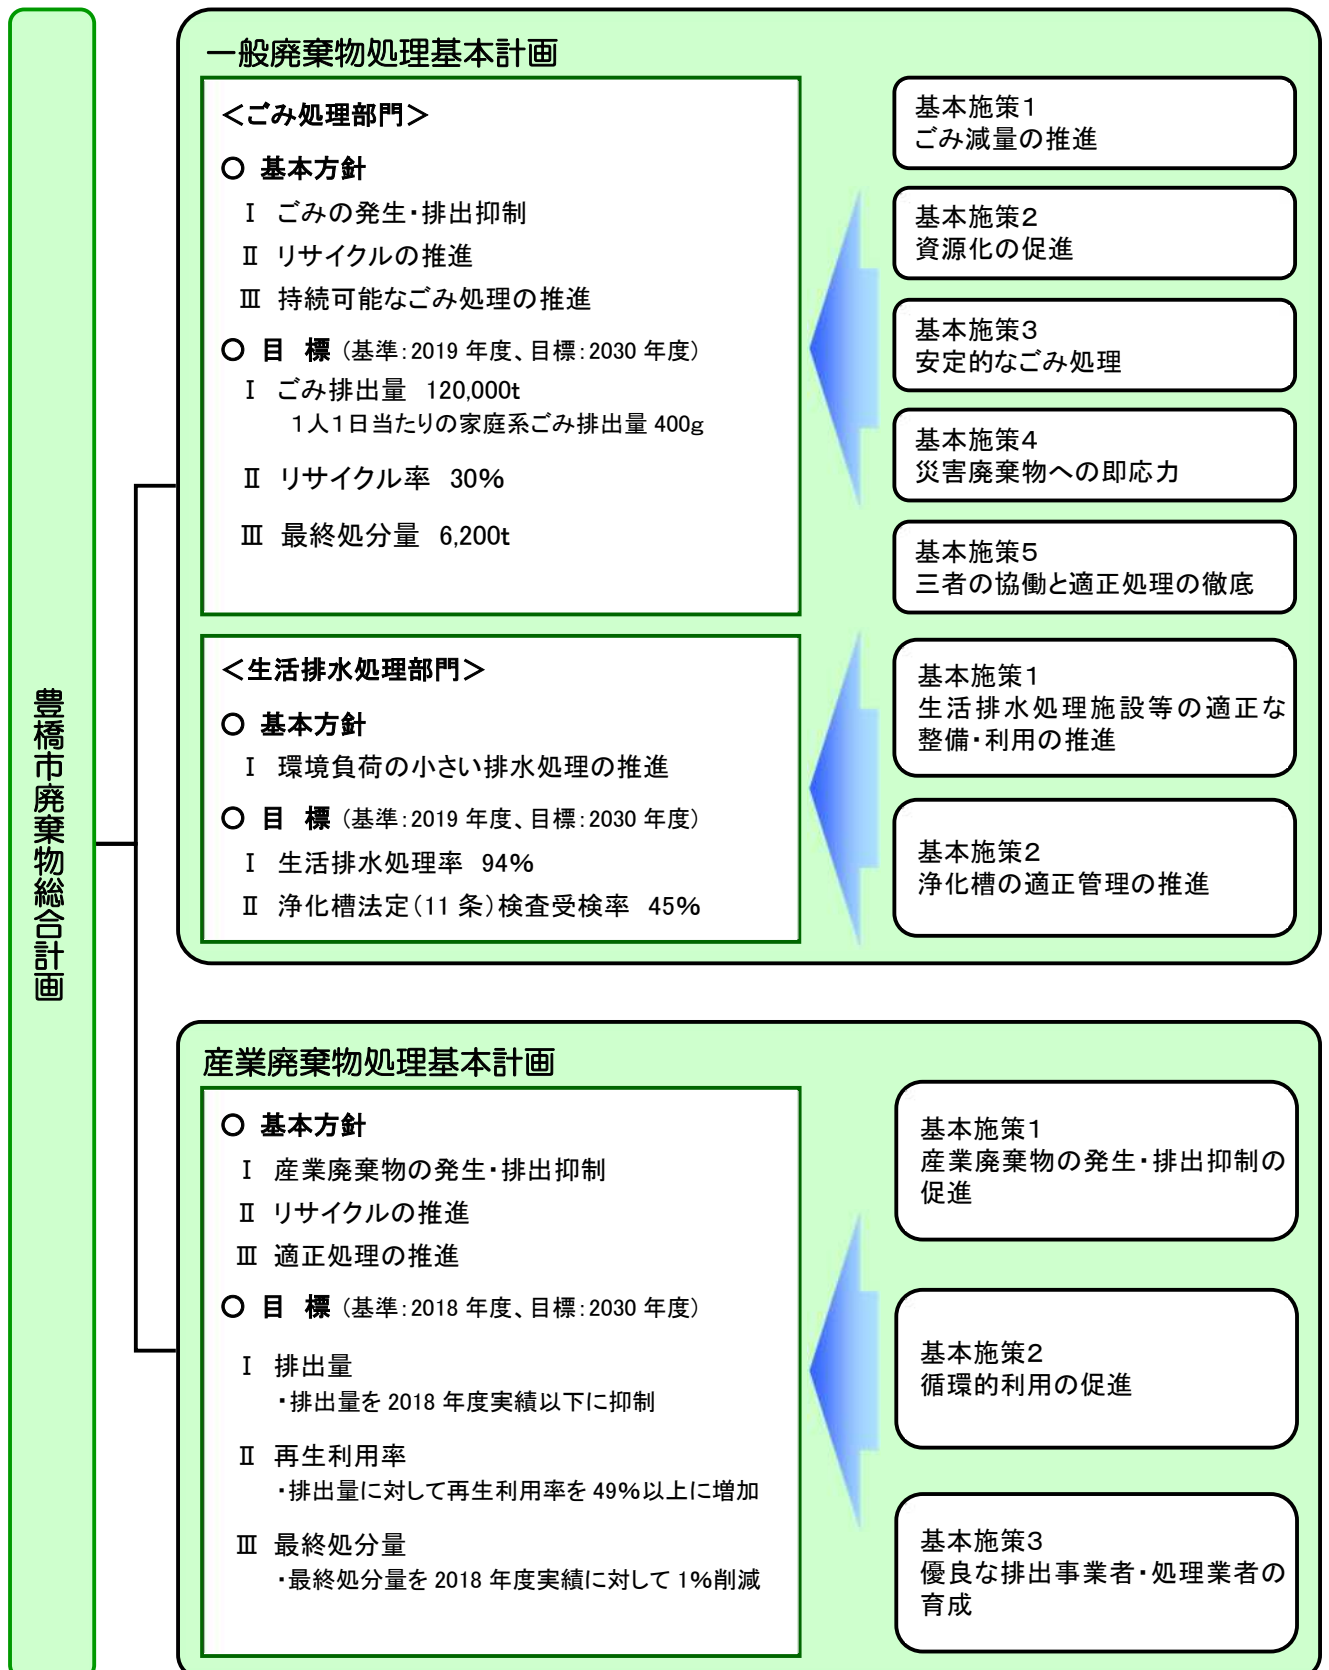 豊橋市廃棄物総合計画
一般廃棄物処理基本計画
＜ごみ処理部門＞
○ 基本方針
Ⅰ ごみの発生・排出抑制
Ⅱ リサイクルの推進
Ⅲ 持続可能なごみ処理の推進
○ 目 標（基準：2019 年度、目標：2030 年度）
Ⅰ ごみ排出量 120,000t
１人１日当たりの家庭系ごみ排出量 400g
Ⅱ リサイクル率 30%
Ⅲ 最終処分量 6,200t
基本施策１
ごみ減量の推進
基本施策２
資源化の促進
基本施策３
安定的なごみ処理
基本施策４
災害廃棄物への即応力
基本施策５
三者の協働と適正処理の徹底
＜生活排水処理部門＞
○ 基本方針
Ⅰ 環境負荷の小さい排水処理の推進
○ 目 標（基準：2019 年度、目標：2030 年度）
Ⅰ 生活排水処理率 94%
Ⅱ 浄化槽法定（11 条）検査受検率 45%
基本施策１
生活排水処理施設等の適正な
整備・利用の推進
基本施策２
浄化槽の適正管理の推進
産業廃棄物処理基本計画
○ 基本方針
Ⅰ 産業廃棄物の発生・排出抑制
Ⅱ リサイクルの推進
Ⅲ 適正処理の推進
○ 目 標（基準：2018 年度、目標：2030 年度）
Ⅰ 排出量
・排出量を 2018 年度実績以下に抑制
Ⅱ 再生利用率
・排出量に対して再生利用率を 49%以上に増加
Ⅲ 最終処分量
・最終処分量を 2018 年度実績に対して 1%削減
基本施策１
産業廃棄物の発生・排出抑制の
促進
基本施策２
循環的利用の促進
基本施策３
優良な排出事業者・処理業者の
育成